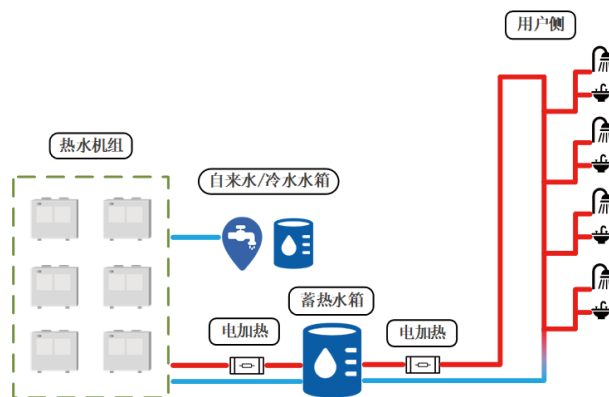 用户侧
热水机组
自来水/冷水水箱
蓄热水箱
电加热
电加热